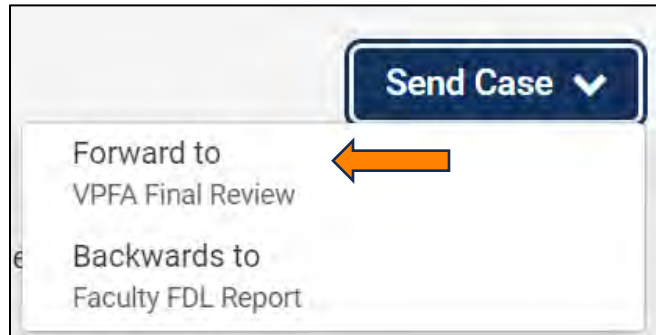 Send Case
Forward to
VPFA Final Review
Backwards to
Faculty FDL Report